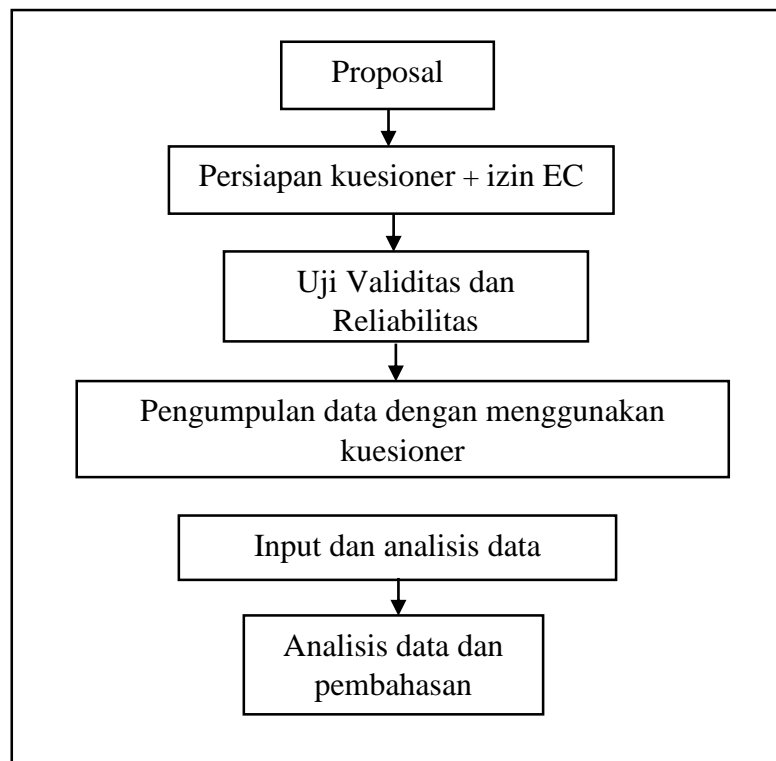 Proposal
Persiapan kuesioner + izin EC
Uji Validitas dan
Reliabilitas
Pengumpulan data dengan menggunakan
kuesioner
Input dan analisis data
Analisis data dan
pembahasan